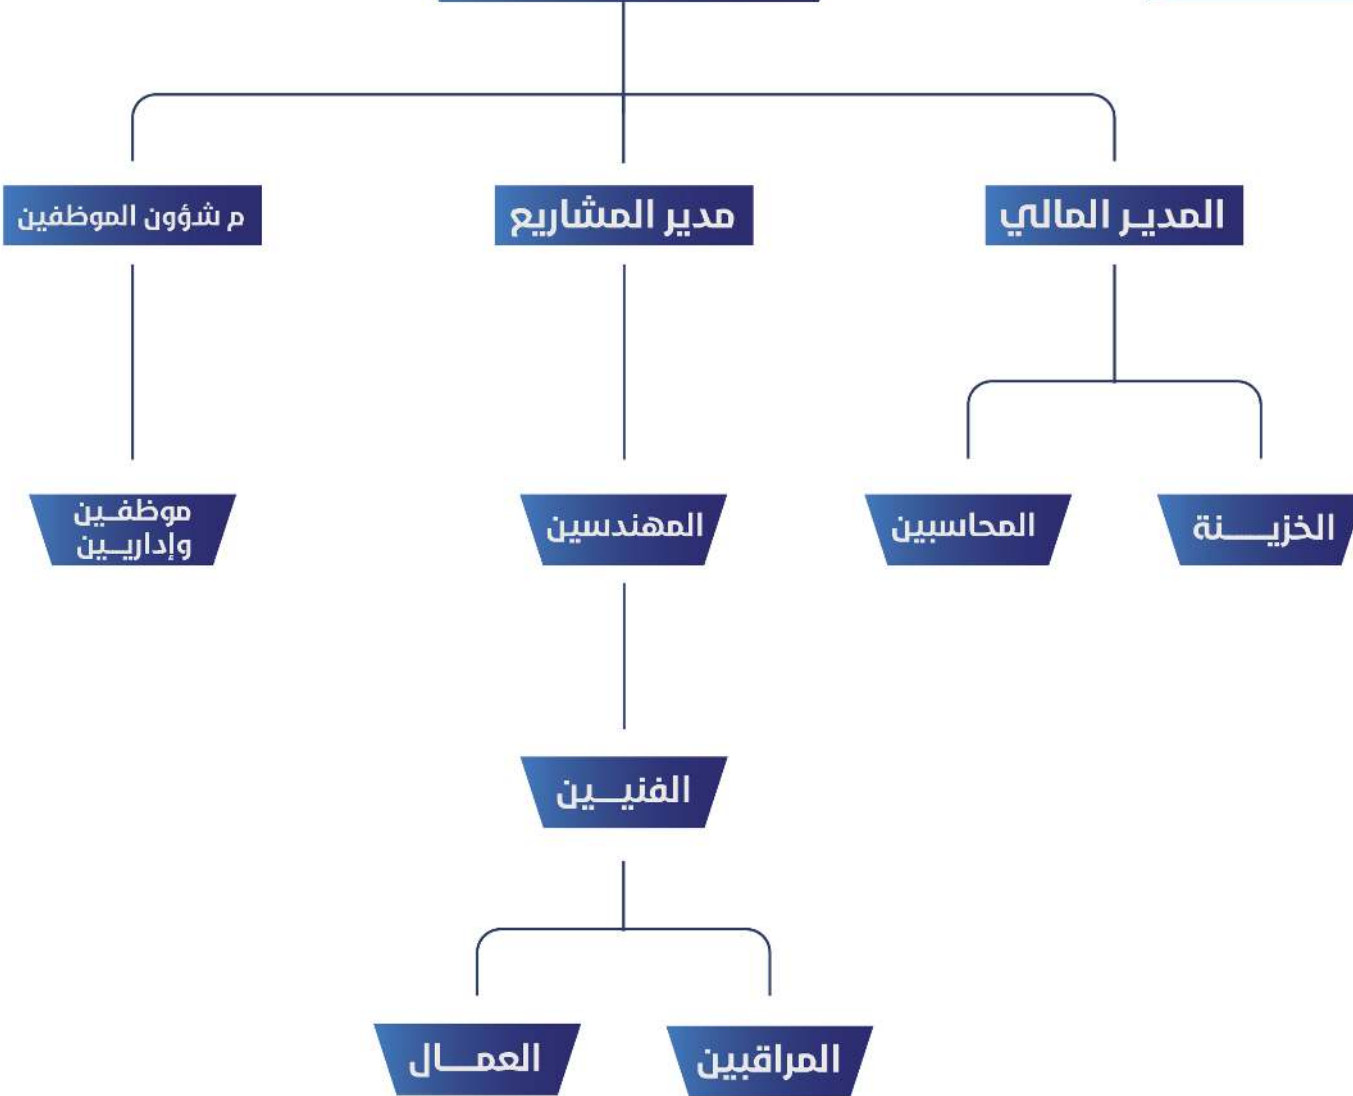 المدير المالي
مدير المشاريع
م شؤون الموظفين
الخزينة
المحاسبين
المهندسين
موظفين
وإداريين
الفنيين
المراقبين
العمال